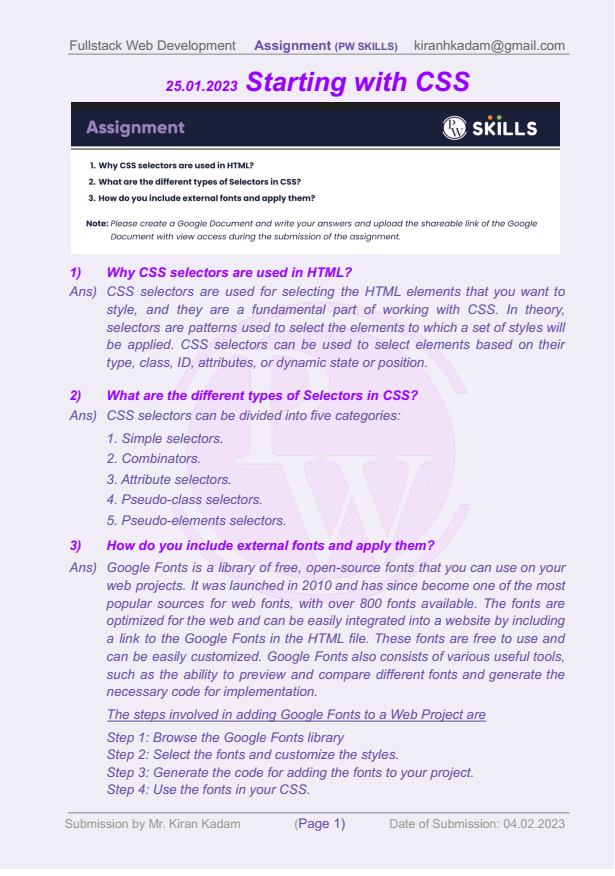 Fullstack Web Development Assignment (PW SKILLS) kiranhkadam@gmail.com
25.01.2023 Starting with CSS
Assignment PW SKILLS
1. Why CSS selectors are used in HTML?
2. What are the different types of Selectors in CSS?
3. How do you include external fonts and apply them?
Note: Please create a Google Document and write your answers and upload the shareable link of the Google
Document with view access during the submission of the assignment.
1) Why CSS selectors are used in HTML?
Ans) CSS selectors are used for selecting the HTML elements that you want to
style, and they are a fundamental part of working with CSS. In theory,
selectors are patterns used to select the elements to which a set of styles will
be applied. CSS selectors can be used to select elements based on their
type, class, ID, attributes, or dynamic state or position.
2) What are the different types of Selectors in CSS?
Ans) CSS selectors can be divided into five categories:
1. Simple selectors.
2. Combinators.
3. Attribute selectors.
4. Pseudo-class selectors.
5. Pseudo-elements selectors.
3) How do you include external fonts and apply them?
Ans) Google Fonts is a library of free, open-source fonts that you can use on your
web projects. It was launched in 2010 and has since become one of the most
popular sources for web fonts, with over 800 fonts available. The fonts are
optimized for the web and can be easily integrated into a website by including
a link to the Google Fonts in the HTML file. These fonts are free to use and
can be easily customized. Google Fonts also consists of various useful tools,
such as the ability to preview and compare different fonts and generate the
necessary code for implementation.
The steps involved in adding Google Fonts to a Web Project are
Step 1: Browse the Google Fonts library
Step 2: Select the fonts and customize the styles.
Step 3: Generate the code for adding the fonts to your project.
Step 4: Use the fonts in your CSS.
Submission by Mr. Kiran Kadam (Page 1) Date of Submission: 04.02.2023
PW